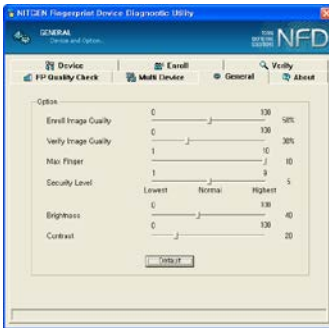 NITGEN Fingerprint Device Diagnostic Utility
GENERAL
Device and Option
NFD
Device
Enroll
Verify
FP Quality Check
Multi Device
General
About
Option
0 100
Enroll Image Quality 50%
0 100
Verify Image Quality 30%
1 10
Max Finger 10
1 9
Security Level 5
Lowest Normal Highest
0 100
Brightness 40
0 100
Contrast 20
Default